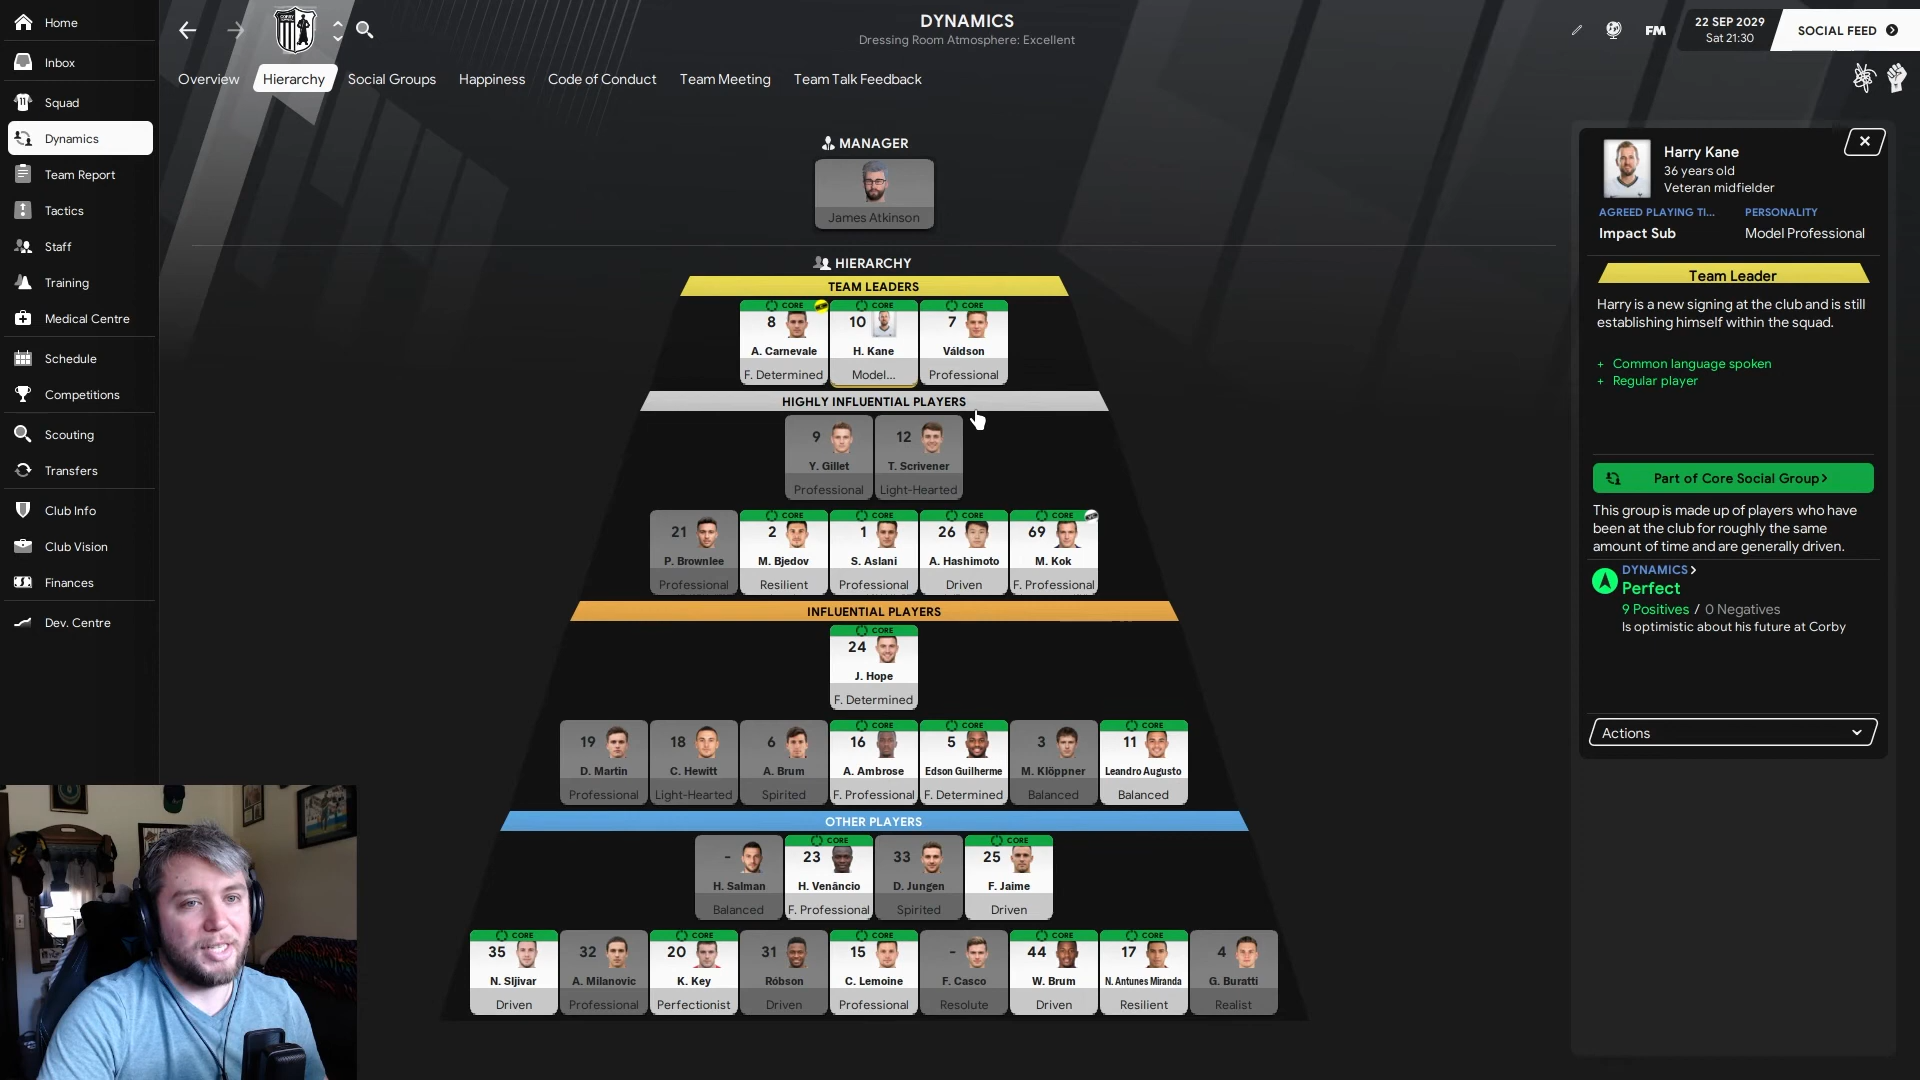 Home
Inbox
Squad
Dynamics
Team Report
Tactics
Staff
Training
Medical Centre
Schedule
Competitions
Scouting
Transfers
Club Info
Club Vision
Finances
Dev. Centre
DYNAMICS
Dressing Room Atmosphere: Excellent
FM
22 SEP 2029
Sat 21:30
SOCIAL FEED
Overview Hierarchy Social Groups Happiness Code of Conduct Team Meeting Team Talk Feedback
MANAGER
James Atkinson
HIERARCHY
TEAM LEADERS
CORE CORE CORE
8 10 7
A. Carnevale H. Kane Váldson
F. Determined Model... Professional
HIGHLY INFLUENTIAL PLAYERS
9 12
Y. Gillet T. Scrivener
Professional Light-Hearted
CORE CORE CORE CORE
21 2 1 26 69
P. Brownlee M. Bjedov S. Aslani A. Hashimoto M. Kok
Professional Resilient Professional Driven F. Professional
INFLUENTIAL PLAYERS
CORE
24
J. Hope
F. Determined
CORE CORE CORE
19 18 6 16 5 3 11
D. Martin C. Hewitt A. Brum A. Ambrose Edson Guilherme M. Klöppner Leandro Augusto
Professional Light-Hearted Spirited F. Professional F. Determined Balanced Balanced
OTHER PLAYERS
CORE CORE
- 23 33 25
H. Salman H. Venâncio D. Jungen F. Jaime
Balanced F. Professional Spirited Driven
CORE CORE CORE CORE CORE
35 32 20 31 15 - 44 17 4
N. Sljivar A. Milanovic K. Key Róbson C. Lemoine F. Casco W. Brum N. Antunes Miranda G. Buratti
Driven Professional Perfectionist Driven Professional Resolute Driven Resilient Realist
Harry Kane
36 years old
Veteran midfielder
AGREED PLAYING TI... PERSONALITY
Impact Sub Model Professional
Team Leader
Harry is a new signing at the club and is still
establishing himself within the squad.
+ Common language spoken
+ Regular player
Part of Core Social Group>
This group is made up of players who have
been at the club for roughly the same
amount of time and are generally driven.
DYNAMICS >
Perfect
9 Positives / 0 Negatives
Is optimistic about his future at Corby
Actions